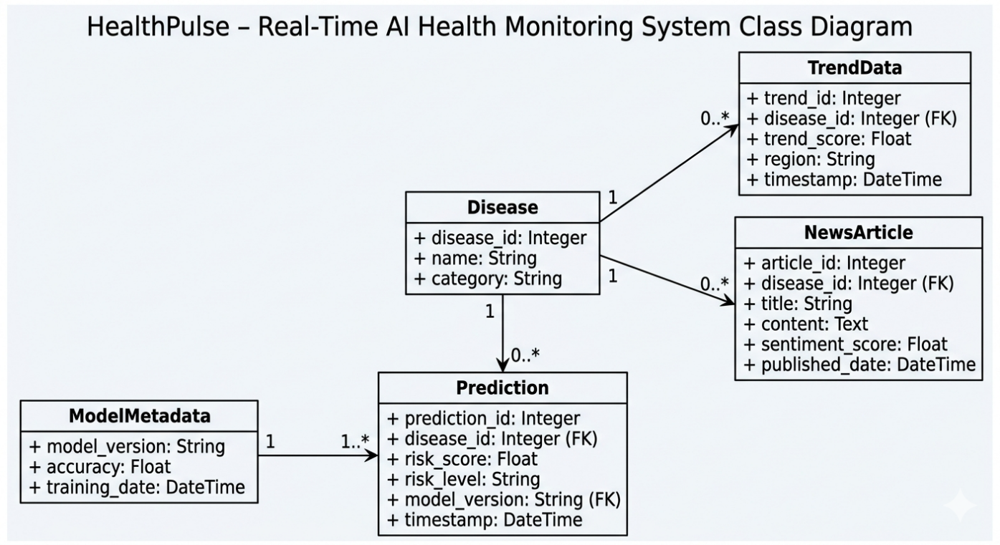 HealthPulse – Real-Time AI Health Monitoring System Class Diagram
TrendData
+ trend_id: Integer
+ disease_id: Integer (FK)
+ trend_score: Float
+ region: String
+ timestamp: DateTime
0..*
1
Disease
+ disease_id: Integer
+ name: String
+ category: String
1
0..*
NewsArticle
+ article_id: Integer
+ disease_id: Integer (FK)
+ title: String
+ content: Text
+ sentiment_score: Float
+ published_date: DateTime
1
0..*
Prediction
+ prediction_id: Integer
+ disease_id: Integer (FK)
+ risk_score: Float
+ risk_level: String
+ model_version: String (FK)
+ timestamp: DateTime
ModelMetadata
+ model_version: String
+ accuracy: Float
+ training_date: DateTime
1
1..*